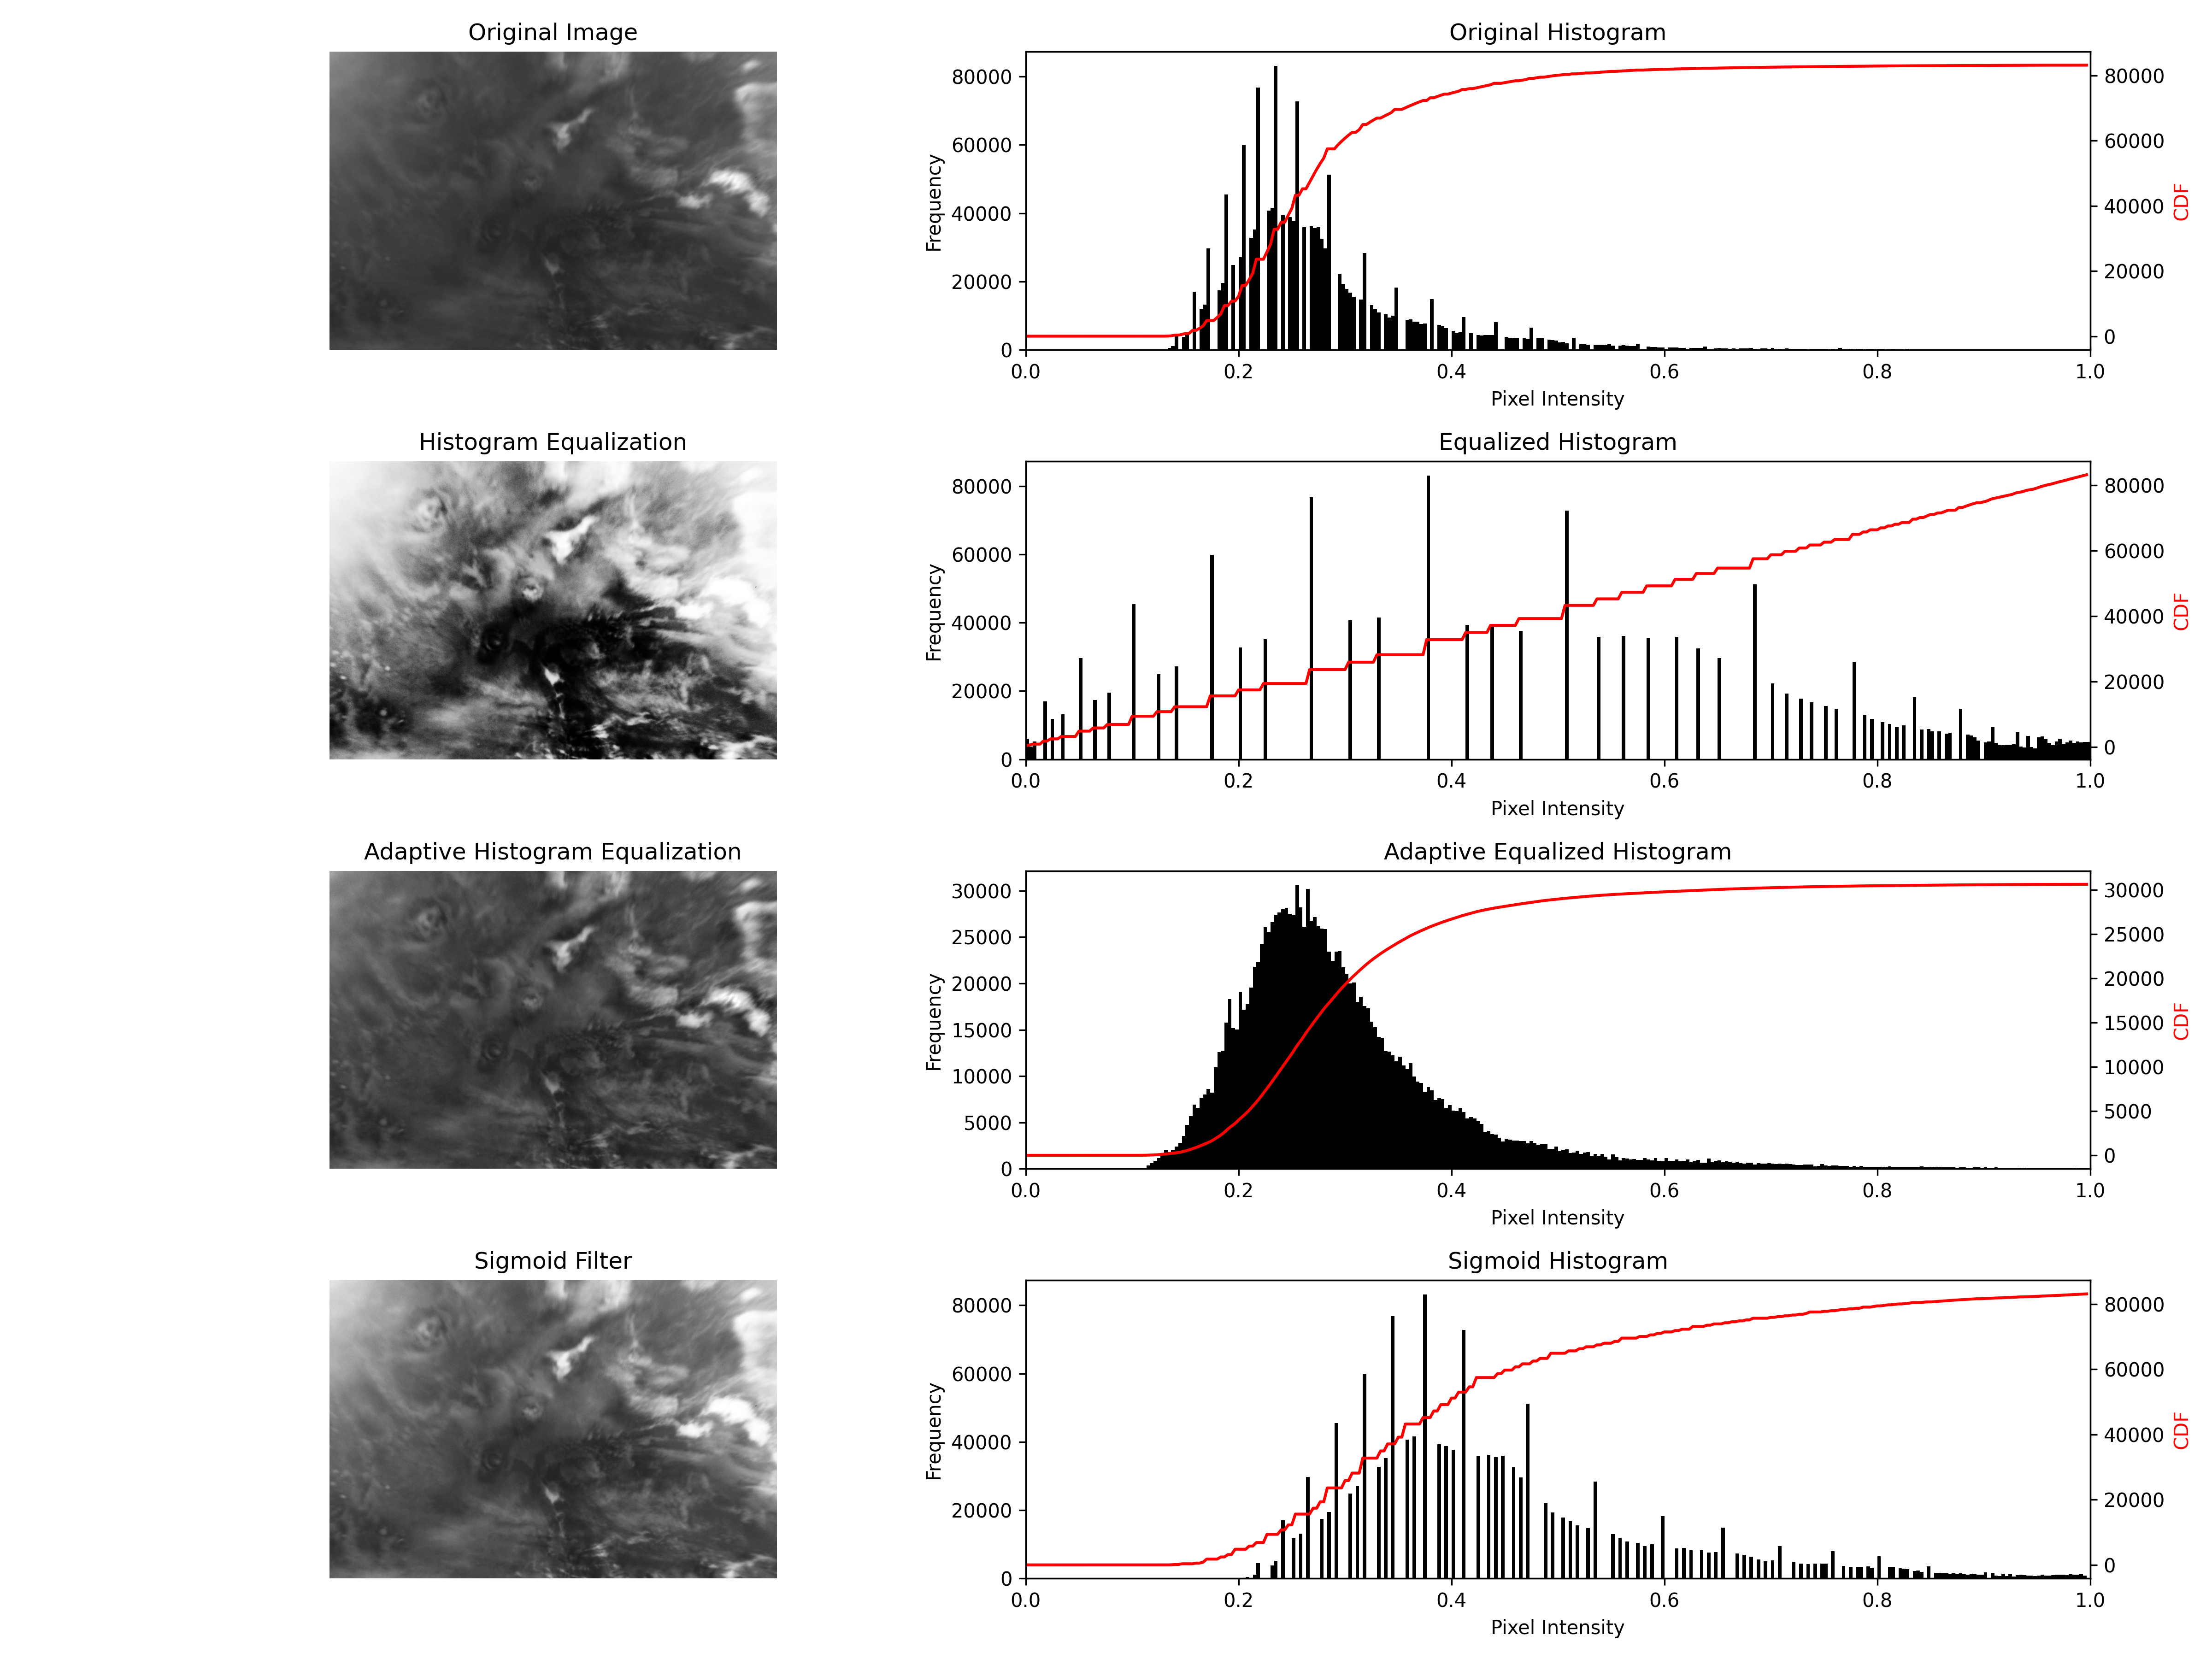 Original Image
Original Histogram
Frequency
80000
60000
40000
20000
0
0.0 0.2 0.4 0.6 0.8 1.0
Pixel Intensity
80000
60000
40000
20000
0
CDF
Histogram Equalization
Equalized Histogram
Frequency
80000
60000
40000
20000
0
0.0 0.2 0.4 0.6 0.8 1.0
Pixel Intensity
80000
60000
40000
20000
0
CDF
Adaptive Histogram Equalization
Adaptive Equalized Histogram
Frequency
30000
25000
20000
15000
10000
5000
0
0.0 0.2 0.4 0.6 0.8 1.0
Pixel Intensity
30000
25000
20000
15000
10000
5000
0
CDF
Sigmoid Filter
Sigmoid Histogram
Frequency
80000
60000
40000
20000
0
0.0 0.2 0.4 0.6 0.8 1.0
Pixel Intensity
80000
60000
40000
20000
0
CDF